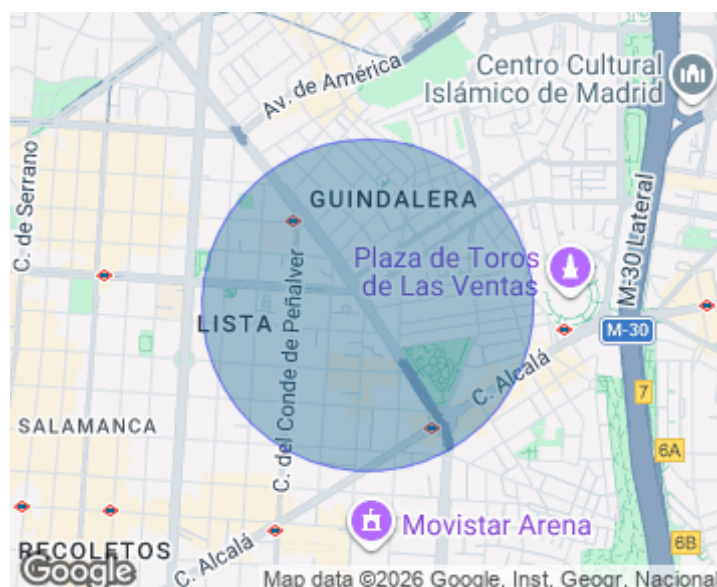 Av. de América
Centro Cultural
Islámico de Madrid
C. de Serrano
GUINDALERA
M-30 Lateral
Plaza de Toros
de Las Ventas
C. del Conde de Peñalver
LISTA
M-30
C. Alcalá
7
SALAMANCA
6A
Movistar Arena
6B
RECOLETOS
C. Alcalá
Google
Map data ©2026 Google, Inst. Geogr. Nacional